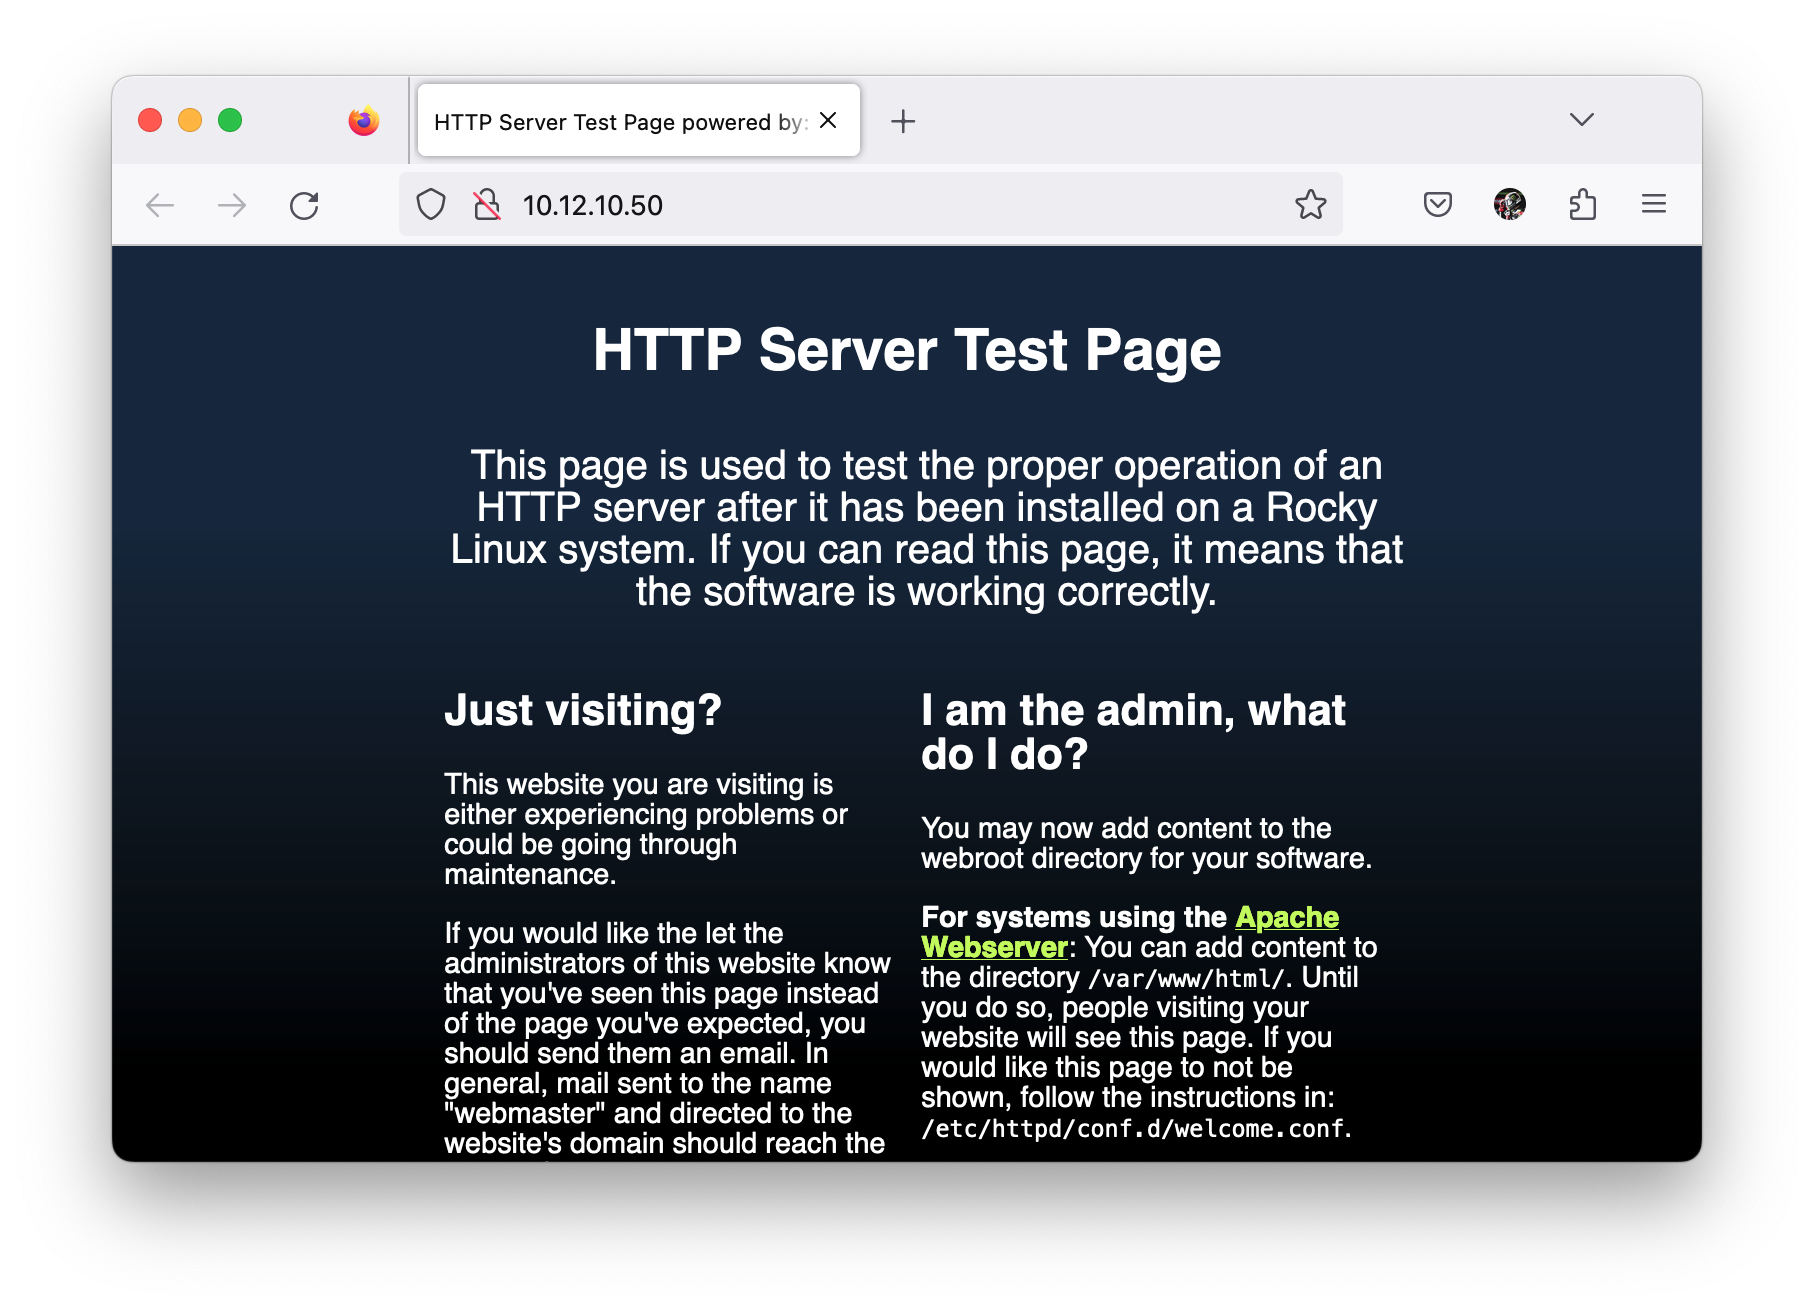 HTTP Server Test Page powered by:
10.12.10.50
HTTP Server Test Page
This page is used to test the proper operation of an
HTTP server after it has been installed on a Rocky
Linux system. If you can read this page, it means that
the software is working correctly.
Just visiting?
This website you are visiting is
either experiencing problems or
could be going through
maintenance.
If you would like the let the
administrators of this website know
that you've seen this page instead
of the page you've expected, you
should send them an email. In
general, mail sent to the name
"webmaster" and directed to the
website's domain should reach the
I am the admin, what
do I do?
You may now add content to the
webroot directory for your software.
For systems using the Apache
Webserver: You can add content to
the directory /var/www/html/. Until
you do so, people visiting your
website will see this page. If you
would like this page to not be
shown, follow the instructions in:
/etc/httpd/conf.d/welcome.conf.